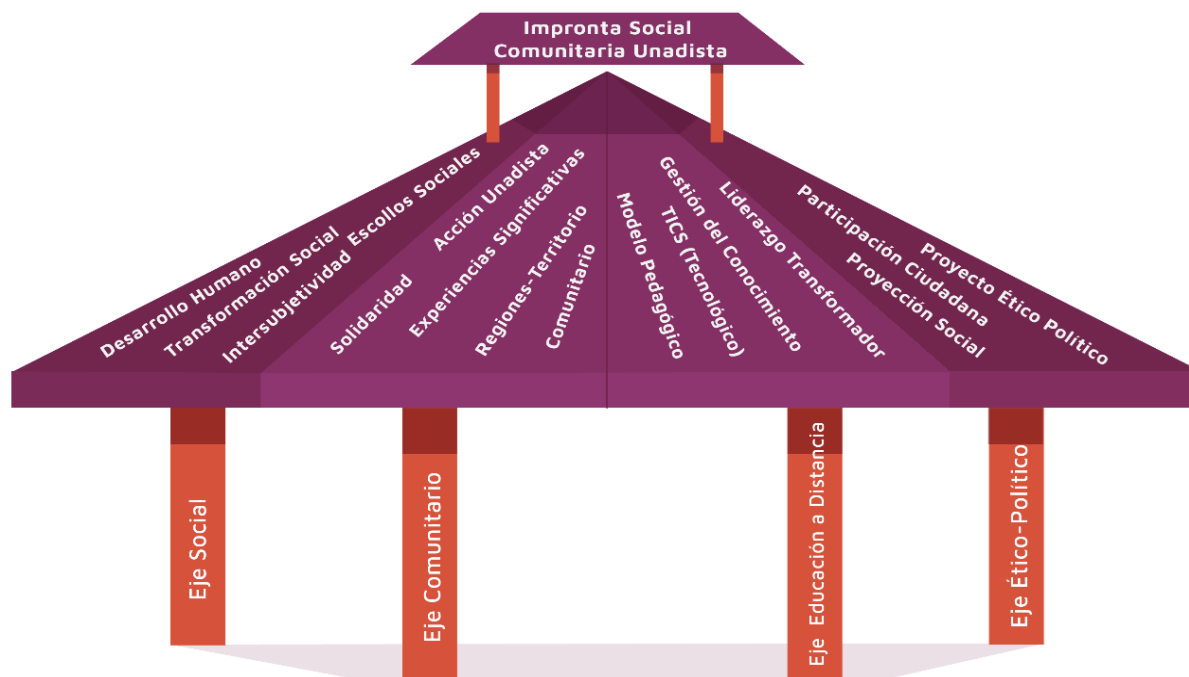 Impronta Social
Comunitaria Unadista
Desarrollo Humano
Transformación Social
Intersubjetividad
Escollos Sociales
Solidaridad
Acción Unadista
Experiencias Significativas
Regiones-Territorio
Comunitario
Modelo Pedagógico
TICS (Tecnológico)
Gestión del Conocimiento
Liderazgo Transformador
Proyección Social
Participación Ciudadana
Proyecto Ético Político
Eje Social
Eje Comunitario
Eje Educación a Distancia
Eje Ético-Político